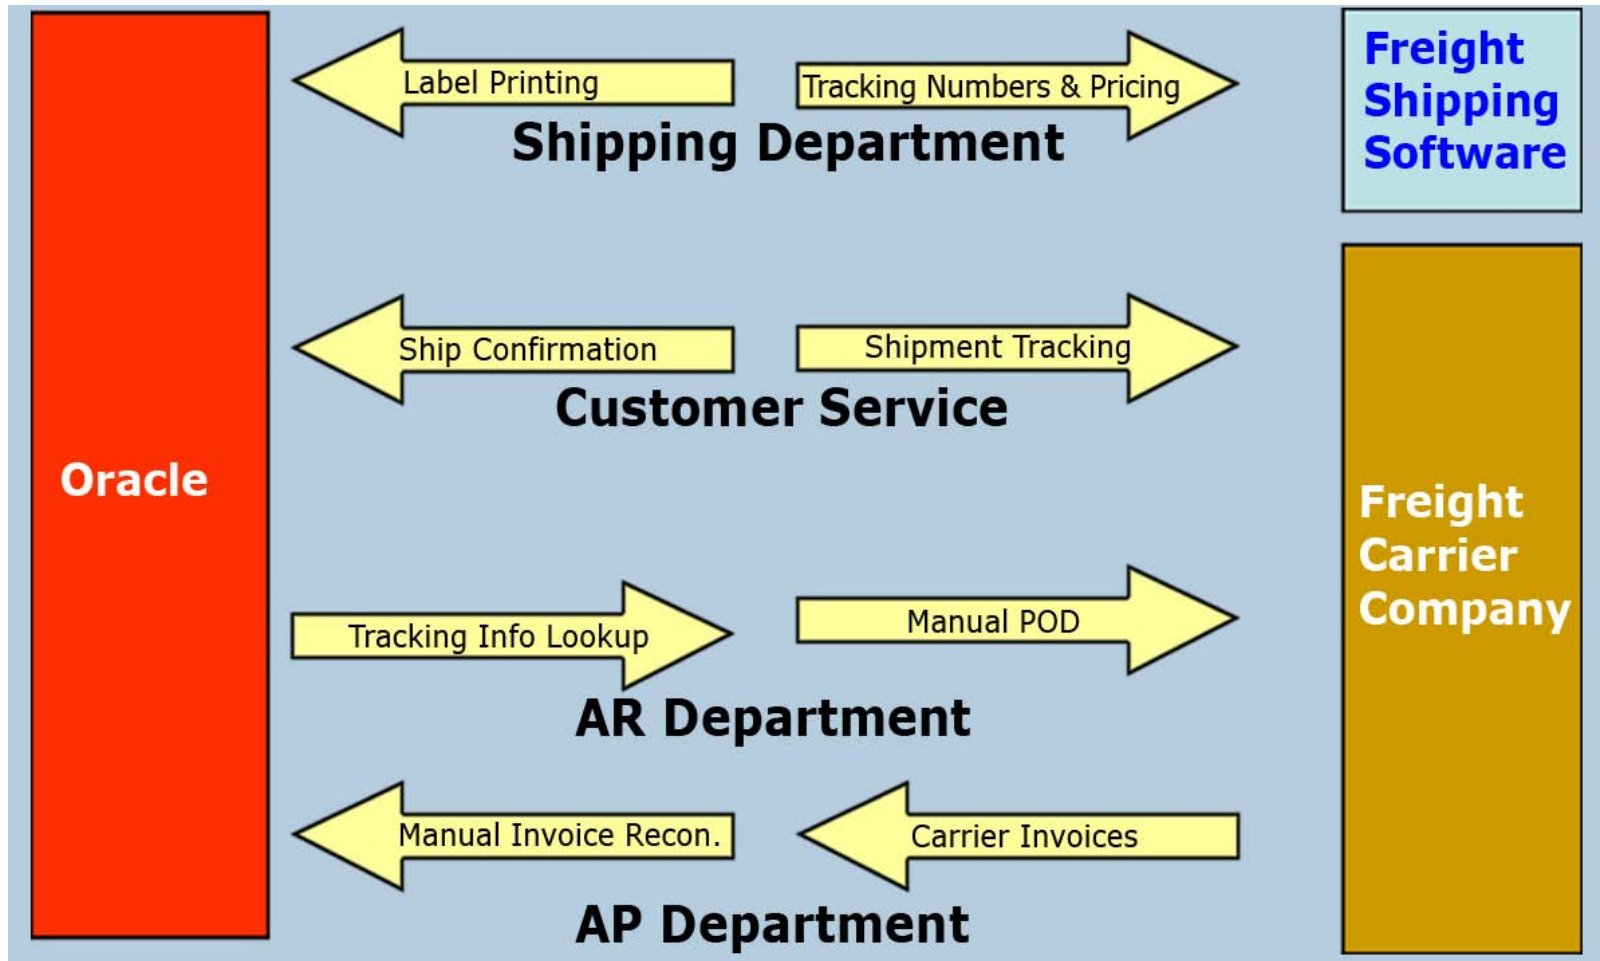 Label Printing
Tracking Numbers & Pricing
Shipping Department
Freight
Shipping
Software
Ship Confirmation
Shipment Tracking
Customer Service
Oracle
Freight
Carrier
Company
Tracking Info Lookup
Manual POD
AR Department
Manual Invoice Recon.
Carrier Invoices
AP Department